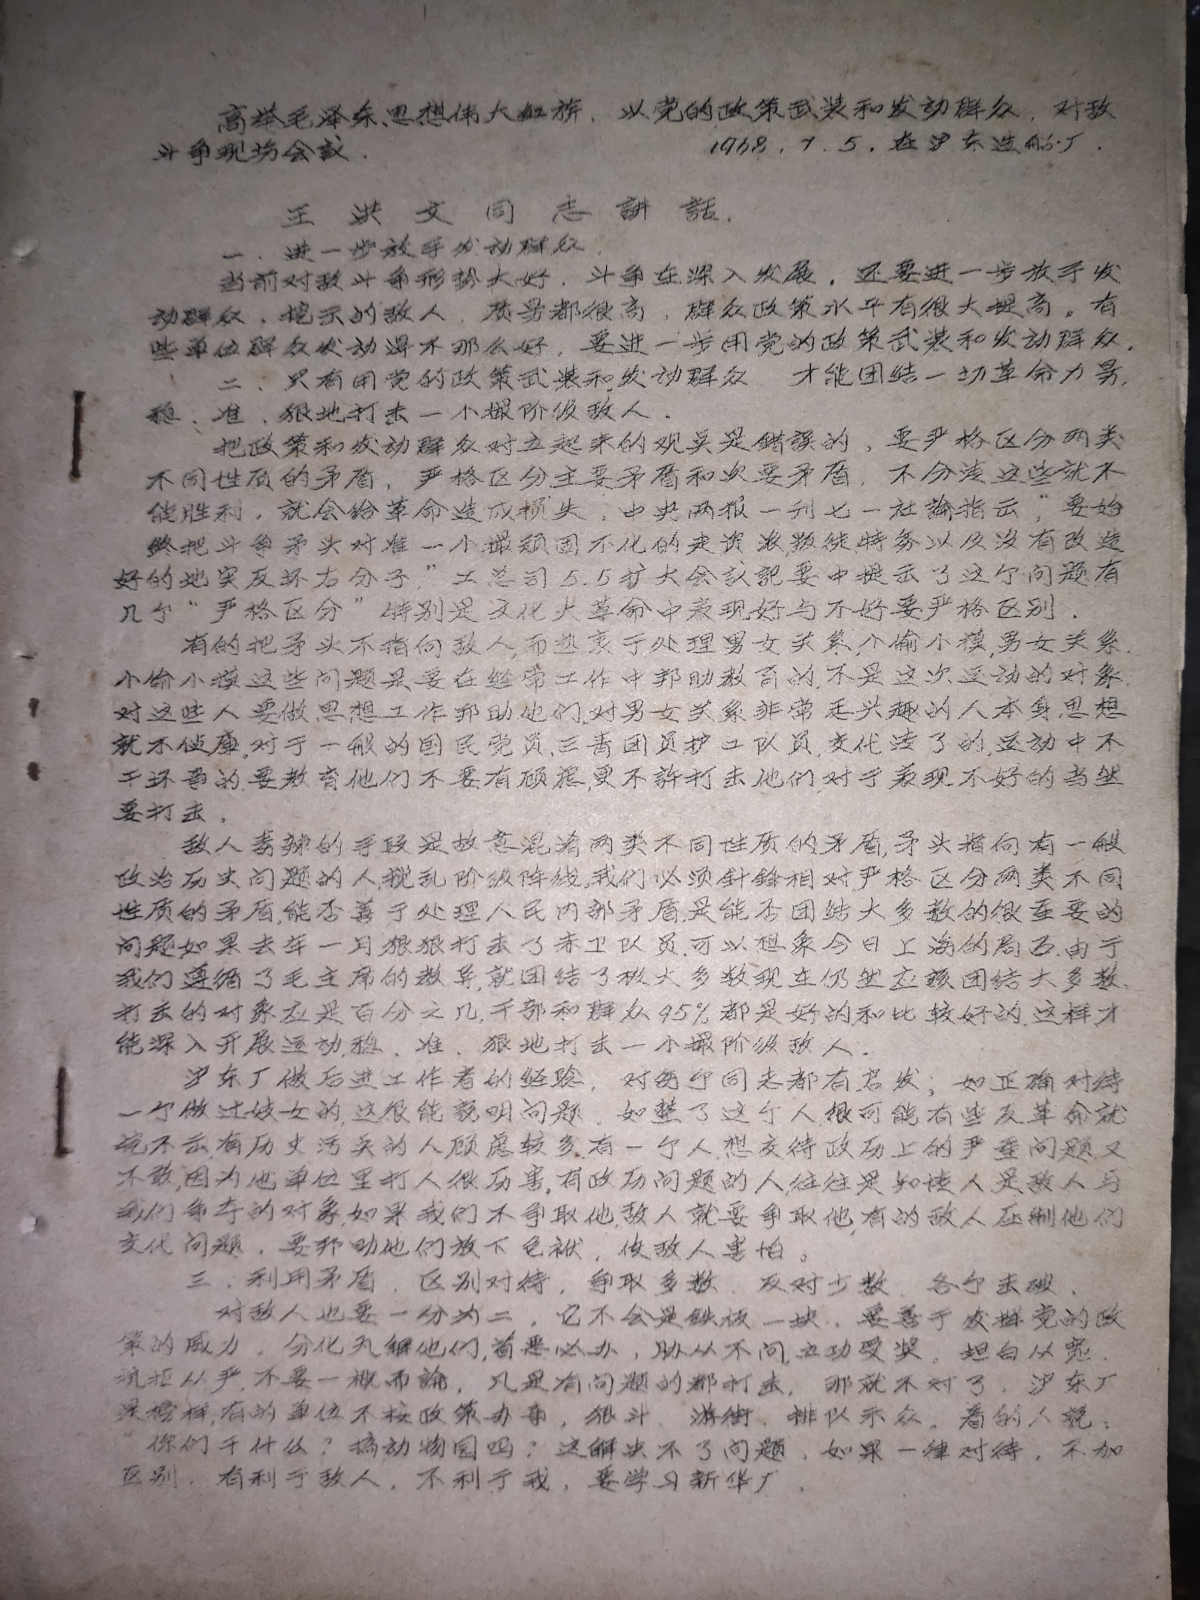 高举毛泽东思想伟大红旗，以党的政策武装和发动群众，对敌
斗争现场会议． 1968．7．5．在沪东造船厂．
王洪文同志讲話．
一．进一步放手发动群众．
当前对敌斗争形势大好．斗争在深入发展．还要进一步放手发
动群众．挖出的敌人．质量都很高．群众政策水平有很大提高。有
些单位群众发动得不那么好．要进一步用党的政策武装和发动群众．
二．只有用党的政策武装和发动群众 才能团结一切革命力量，
稳．准．狠地打击一小撮阶级敌人．
把政策和发动群众对立起来的观点是錯誤的．要严格区分两类
不同性质的矛盾，严格区分主要矛盾和次要矛盾．不分清这些就不
能胜利．就会给革命造成损失．中央两报一刊七一社論指示“要始
终把斗争矛头对准一小撮顽固不化的走资派，叛徒特务以及没有改造
好的地富反坏右分子．”工总司5.5扩大会议記要中提出了这个问题有
几个“严格区分”特别是文化大革命中表现好与不好要严格区别．
有的把矛头不指向敌人，而热衷于处理男女关系，小偷小摸，男女关系．
小偷小摸这些问题是要在经常工作中邦助教育的，不是这次运动的对象．
对这些人要做思想工作邦助他们，对男女关系非常无兴趣的人本身思想
就不健康，对于一般的国民党员，三青团员护工队员，交代清了的，运动中不
干坏事的，要教育他们不要有顾慮更不許打击他们，对于表现不好的当然
要打击．
敌人毒辣的手段是故意混淆两类不同性质的矛盾，矛头指向有一般
政治历史问题的人，搅乱阶级阵线，我们必须針鋒相对严格区分两类不同
性质的矛盾，能否善于处理人民内部矛盾，是能否团结大多数的很重要的
问题如果去年一月狠狠打击了赤卫队员，可以想象今日上海的局面．由于
我们遵循了毛主席的教导，就团结了极大多数现在仍然应該团结大多数．
打击的对象应是百分之几，干部和群众95％都是好的和比较好的，这样才
能深入开展运动，稳．准．狠地打击一小撮阶级敌人．
沪东厂做后进工作者的经验．对每个同志都有启发；如正确对待
一个做过妓女的，这很能說明问题．如整了这个人很可能有些反革命就
挖不出有历史污点的人顾慮较多，有一个人，想交待政历上的严重问题，又
不敢，因为他单位里打人很历害，有政历问题的人，往往是知情人是敌人与
我们争夺的对象，如果我们不争取他，敌人就要争取他，有的敌人压制他们
交代问题．要邦助他们放下包袱．使敌人害怕。
三．利用矛盾．区别对待，争取多数．反对少数．各个击破．
对敌人也要一分为二．它不会是鉄板一块．要善于发挥党的政
策的威力．分化瓦解他们，首恶必办，胁从不问，立功受奖．坦白从宽．
抗拒从严，不要一概而論．凡是有问题的都打击，那就不对了．沪东厂
是榜样，有的单位不按政策办事，狠斗．游街．排队示众。看的人說：
“你们干什么？搞动物园吗？这解决不了问题．如果一律对待．不加
区别．有利于敌人．不利于我．要学习新华厂．